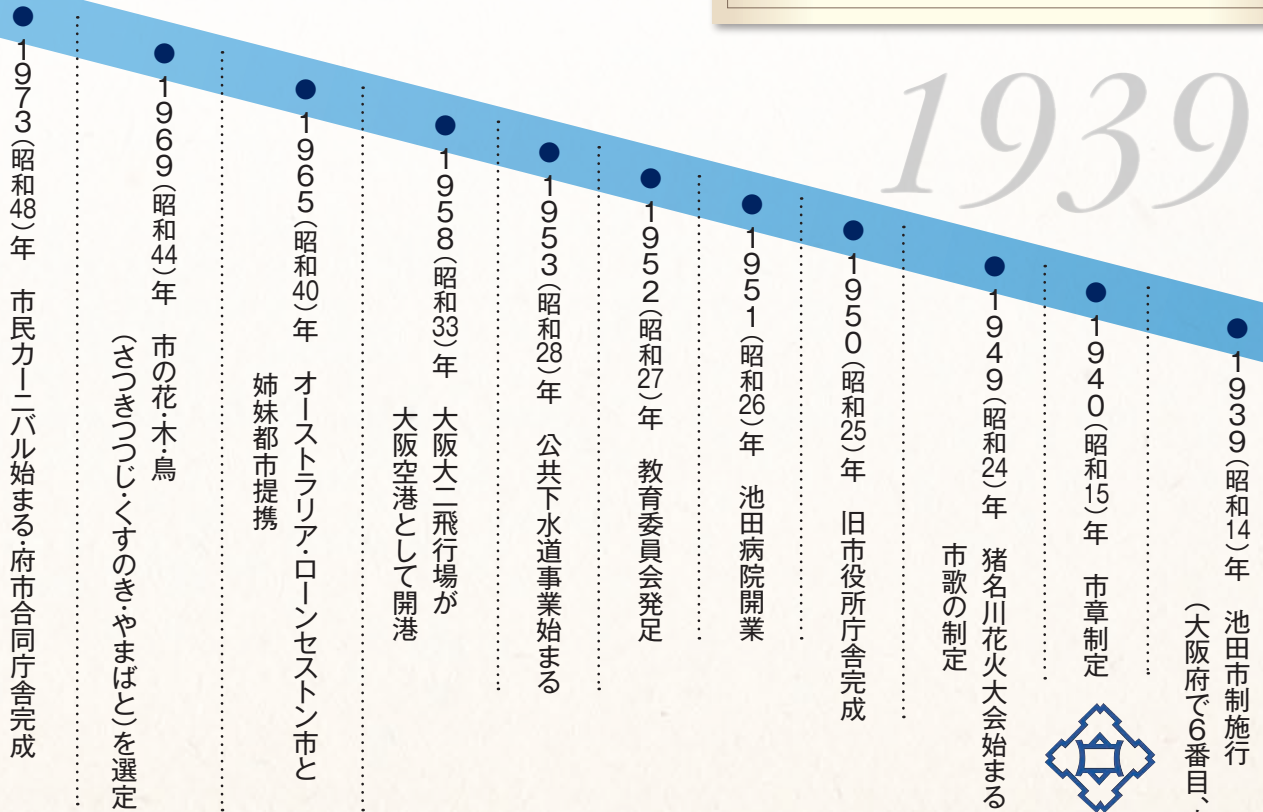 1939
1939(昭和14)年　池田市制施行
(大阪府で6番目、
1940(昭和15)年　市章制定
1949(昭和24)年　猪名川花火大会始まる
市歌の制定
1950(昭和25)年　旧市役所庁舎完成
1951(昭和26)年　池田病院開業
1952(昭和27)年　教育委員会発足
1953(昭和28)年　公共下水道事業始まる
1958(昭和33)年　大阪大二飛行場が
大阪空港として開港
1965(昭和40)年　オーストラリア・ローンセストン市と
姉妹都市提携
1969(昭和44)年　市の花・木・鳥
(さつきつつじ・くすのき・やまばと)を選定
1973(昭和48)年　市民カーニバル始まる・府市合同庁舎完成